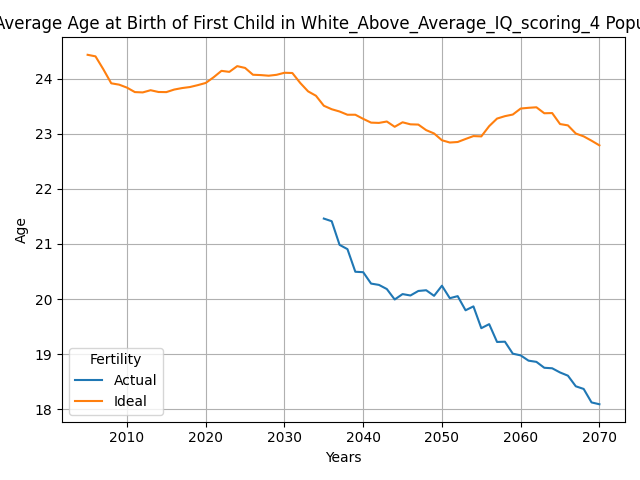 Average Age at Birth of First Child in White_Above_Average_IQ_scoring_4 Popu
24
23
22
21
20
19
18
Age
Fertility
Actual
Ideal
2010 2020 2030 2040 2050 2060 2070
Years